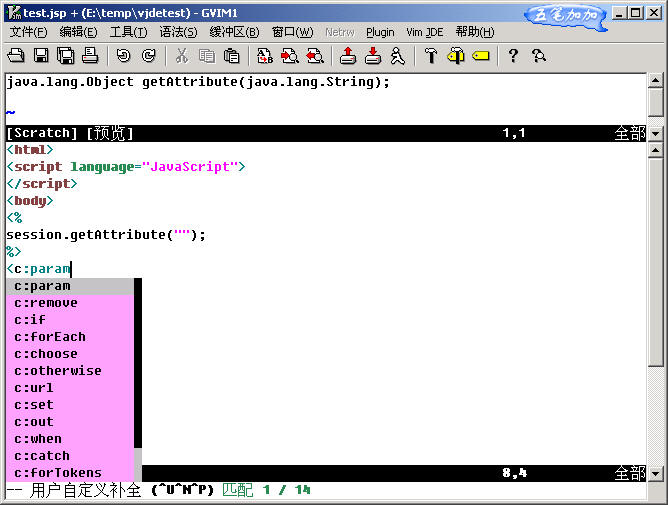 test.jsp + (E:\temp\vjdetest) - GVIM1
五笔加加
文件(F) 编辑(E) 工具(T) 语法(S) 缓冲区(B) 窗口(W) Netrw Plugin Vim JDE 帮助(H)
java.lang.Object getAttribute(java.lang.String);
~
[Scratch] [预览] 1,1 全部
<html>
<script language="JavaScript">
</script>
<body>
<%
session.getAttribute("");
%>
<c:param
c:param
c:remove
c:if
c:forEach
c:choose
c:otherwise
c:url
c:set
c:out
c:when
c:catch
c:forTokens
8,4 全部
-- 用户自定义补全 (^U^N^P) 匹配 1 / 14